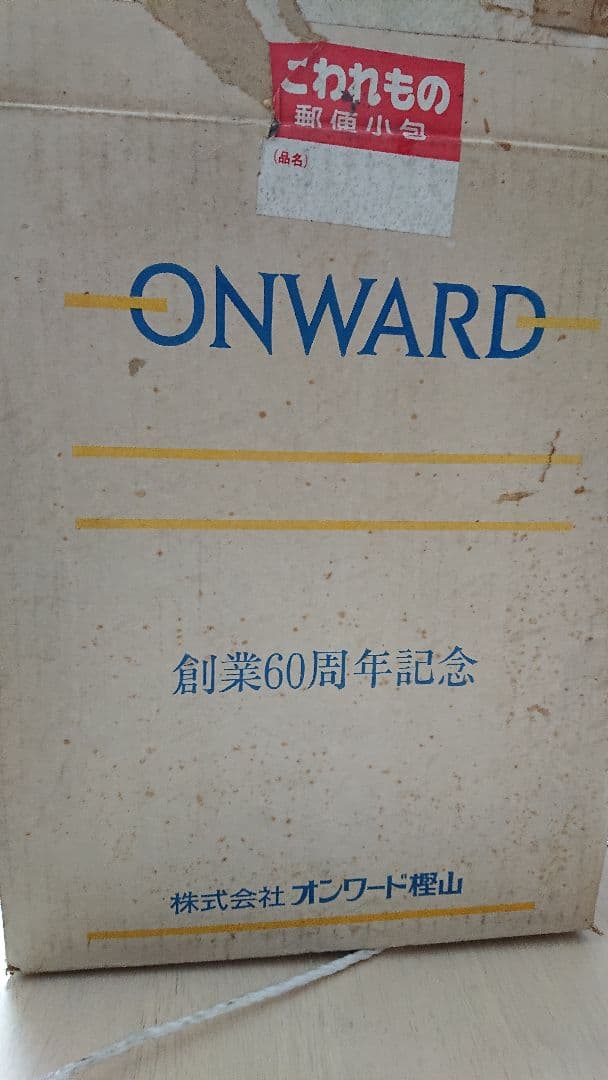 こわれもの
郵便小包
(品名)
ONWARD
創業60周年記念
株式会社 オンワード樫山